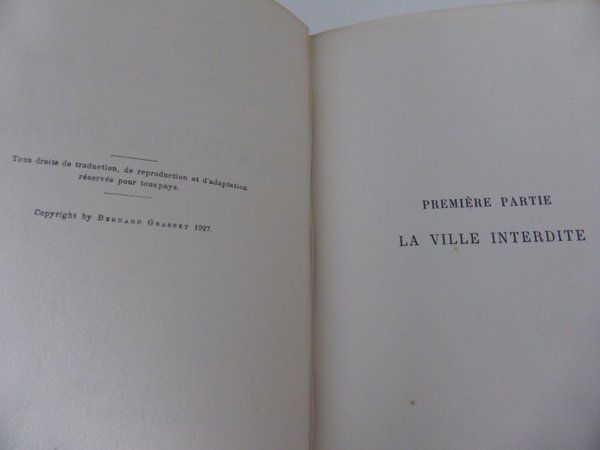 Tous droits de traduction, de reproduction et d'adaptation
réservés pour tous pays.
Copyright by BERNARD GRASSET 1927.
PREMIÈRE PARTIE
LA VILLE INTERDITE